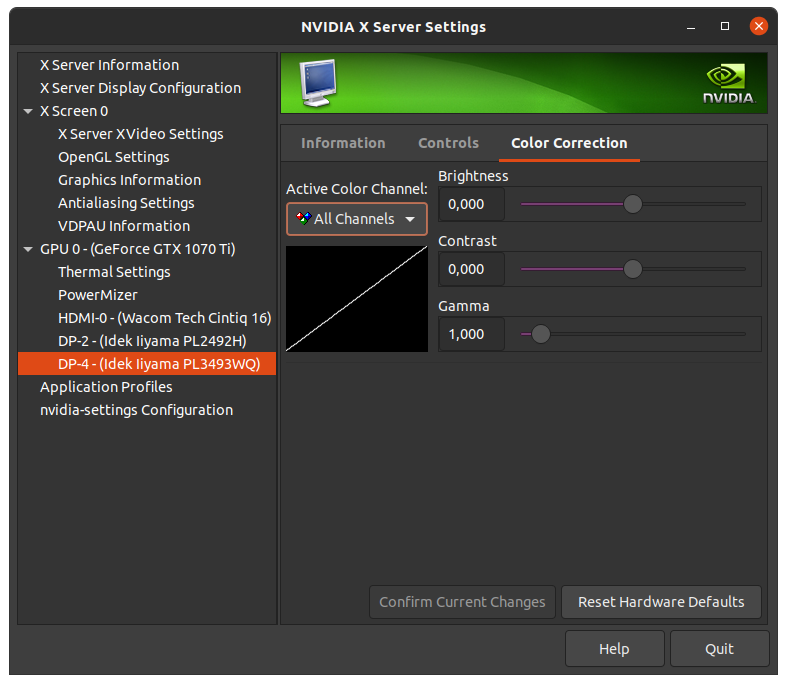 NVIDIA X Server Settings
X Server Information
X Server Display Configuration
X Screen 0
X Server XVideo Settings
OpenGL Settings
Graphics Information
Antialiasing Settings
VDPAU Information
GPU 0 - (GeForce GTX 1070 Ti)
Thermal Settings
PowerMizer
HDMI-0 - (Wacom Tech Cintiq 16)
DP-2 - (Idek Iiyama PL2492H)
DP-4 - (Idek Iiyama PL3493WQ)
Application Profiles
nvidia-settings Configuration
NVIDIA.
Information Controls Color Correction
Active Color Channel:
All Channels
Brightness
0,000
Contrast
0,000
Gamma
1,000
Confirm Current Changes Reset Hardware Defaults
Help Quit